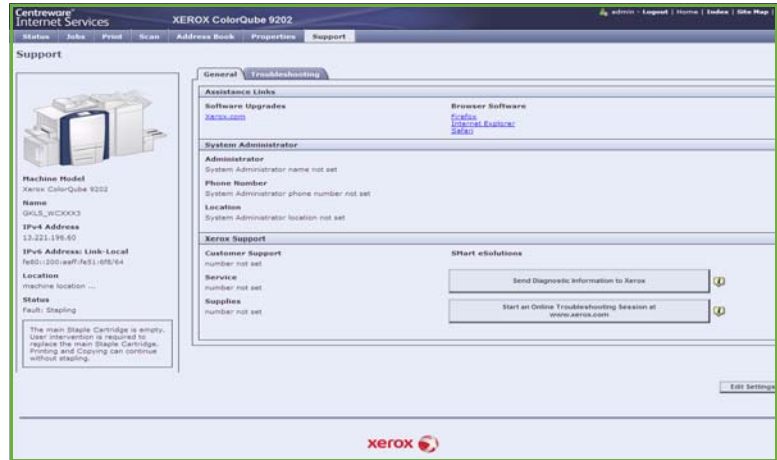 Centreware®
Internet Services
XEROX ColorQube 9202
admin - Logout | Home | Index | Site Map |
Status Jobs Print Scan Address Book Properties Support
Support
General Troubleshooting
Assistance Links
Software Upgrades
Xerox.com
Browser Software
Firefox
Internet Explorer
Safari
System Administrator
Administrator
System Administrator name not set
Phone Number
System Administrator phone number not set
Location
System Administrator location not set
Xerox Support
Customer Support
number not set
Service
number not set
Supplies
number not set
SMart eSolutions
Send Diagnostic Information to Xerox
Start an Online Troubleshooting Session at
www.xerox.com
Machine Model
Xerox ColorQube 9202
Name
IPv4 Address
13.221.196.60
IPv6 Address: Link-Local
Location
machine location ...
Status
Fault: Stapling
The main Staple Cartridge is empty.
User intervention is required to
replace the main Staple Cartridge.
Printing and Copying can continue
without stapling.
Edit Settings
xerox